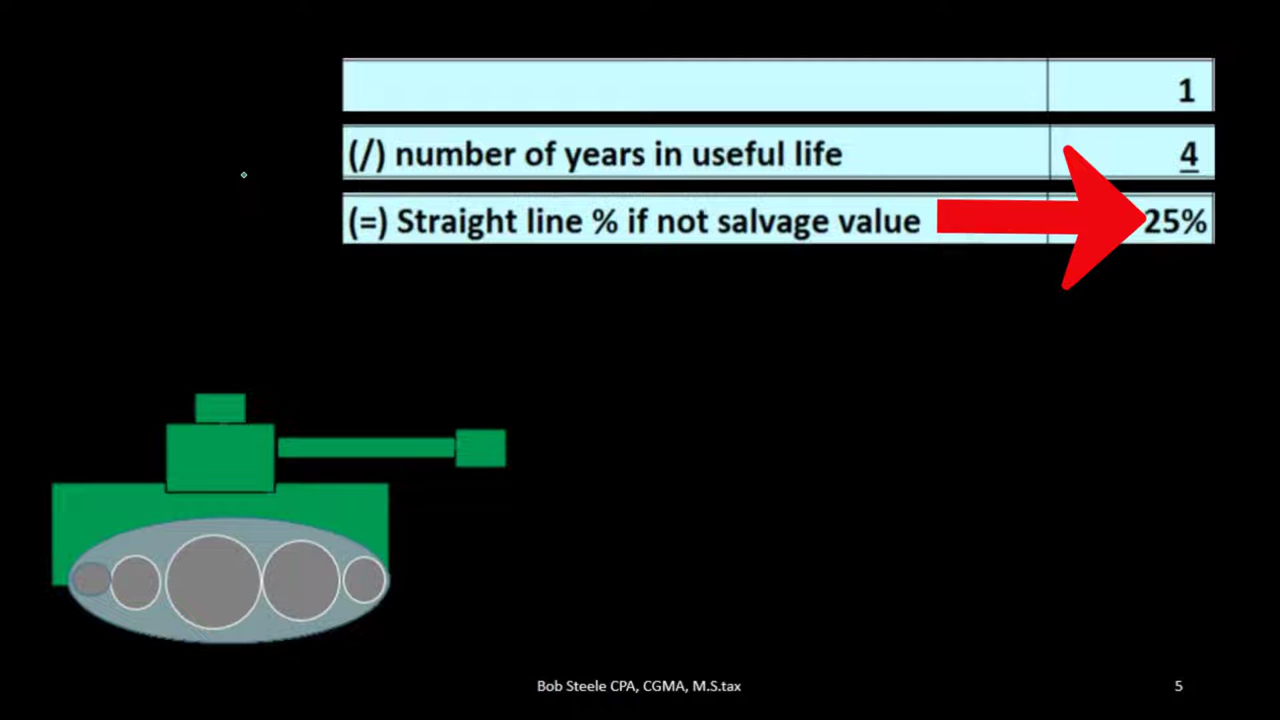 1
(/) number of years in useful life 4
(=) Straight line % if not salvage value 25%
Bob Steele CPA, CGMA, M.S.tax 5